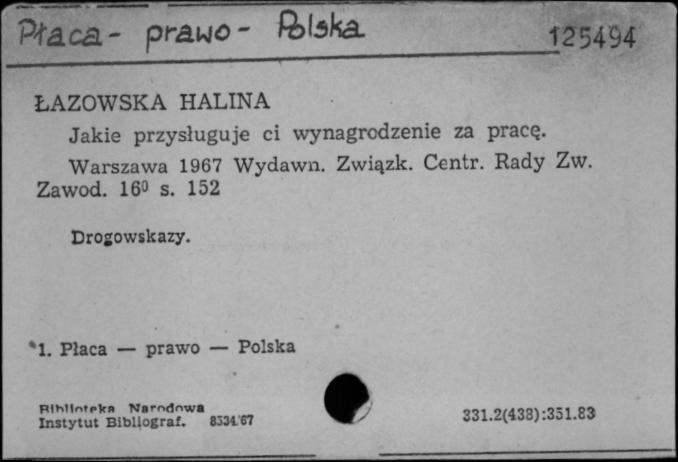 Płaca - prawo - Polska
125494
ŁAZOWSKA HALINA
Jakie przysługuje ci wynagrodzenie za pracę.
Warszawa 1967 Wydawn. Związk. Centr. Rady Zw.
Zawod. 16⁰ s. 152
Drogowskazy.
1. Płaca — prawo — Polska
Biblioteka Narodowa
Instytut Bibliograf. 8534/67
331.2(438):351.83